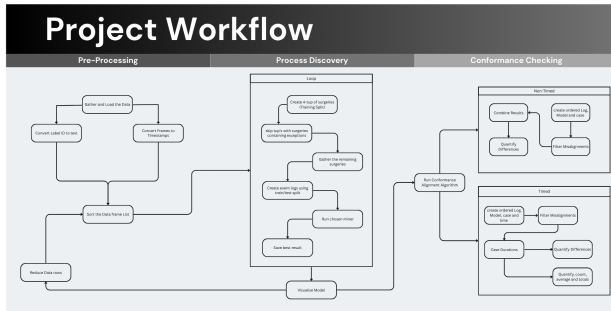 Project Workflow
Pre-Processing
Process Discovery
Conformance Checking
Gather and Load the Data
Convert Label ID to text
Convert Frames to
Timestamps
Sort the Data frame List
Reduce Data rows
Loop
Create 4-tup of surgeries
(Training Split)
skip tup's with surgeries
containing exceptions
Gather the remaining
surgeries
Create event logs using
train/test split
Run chosen miner
Save best result
Visualise Model
Run Conformance
Alignment Algorithm
Non-Timed
Combine Results
create ordered Log,
Model and case
Quantify
Differences
Filter Misalignments
Timed
create ordered Log,
Model, case and
time
Filter Misalignments
Case Durations
Quantify Differences
Quantify, count,
average and totals